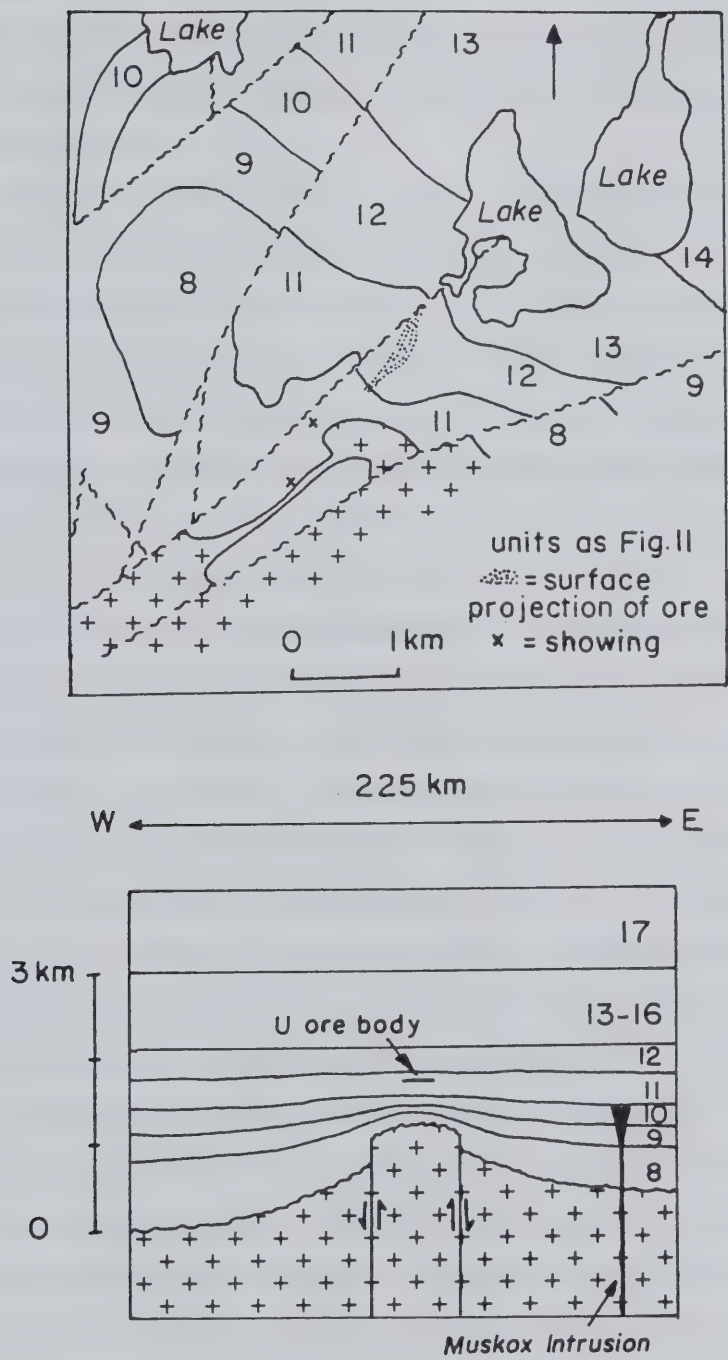 Lake
11
13
10
10
9
Lake
Lake
12
8
11
14
13
12
9
9
11
8
units as Fig.11
= surface
projection of ore
x = showing
0 1km
225 km
W E
17
3 km
13-16
U ore body
12
11
10
9
8
0
Muskox Intrusion